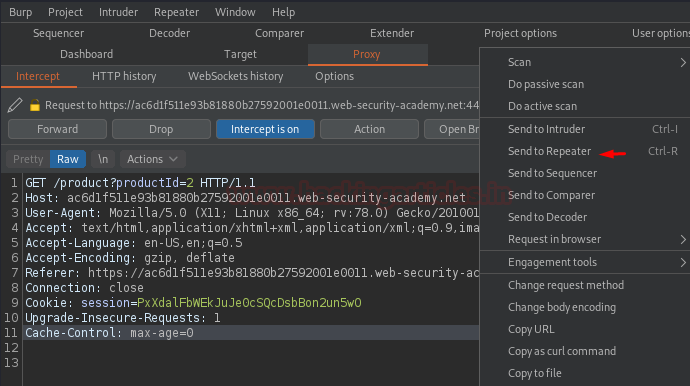 Burp Project Intruder Repeater Window Help
Sequencer Decoder Comparer Extender Project options User option
Dashboard Target Proxy
Intercept HTTP history WebSockets history Options
Request to https://ac6d1f511e93b81880b27592001e0011.web-security-academy.net:44
Forward Drop Intercept is on Action Open Br
Pretty Raw \n Actions
1 GET /product?productId=2 HTTP/1.1
2 Host: ac6d1f511e93b81880b27592001e0011.web-security-academy.net
3 User-Agent: Mozilla/5.0 (X11; Linux x86_64; rv:78.0) Gecko/201001
4 Accept: text/html,application/xhtml+xml,application/xml;q=0.9,ima
5 Accept-Language: en-US,en;q=0.5
6 Accept-Encoding: gzip, deflate
7 Referer: https://ac6d1f511e93b81880b27592001e0011.web-security-ac
8 Connection: close
9 Cookie: session=PxXdalFbWEkJuJe0cSQcDsbBon2un5w0
10 Upgrade-Insecure-Requests: 1
11 Cache-Control: max-age=0
12
13
Scan
Do passive scan
Do active scan
Send to Intruder Ctrl-I
Send to Repeater Ctrl-R
Send to Sequencer
Send to Comparer
Send to Decoder
Request in browser
Engagement tools
Change request method
Change body encoding
Copy URL
Copy as curl command
Copy to file